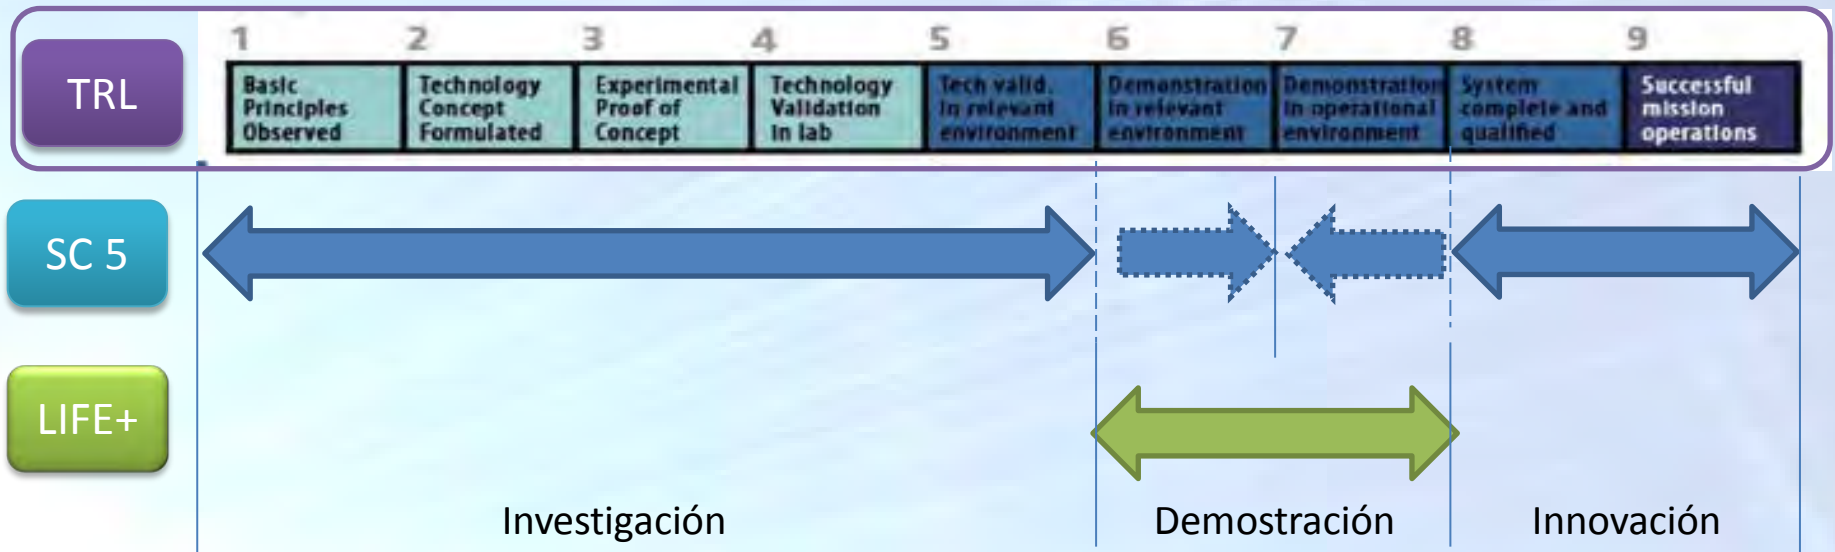 TRL
1 2 3 4 5 6 7 8 9
Basic
Principles
Observed
Technology
Concept
Formulated
Experimental
Proof of
Concept
Technology
Validation
in lab
Tech valid.
in relevant
environment
Demonstration
in relevant
environment
Demonstration
in operational
environment
System
complete and
qualified
Successful
mission
operations
SC 5
LIFE+
Investigación
Demostración
Innovación